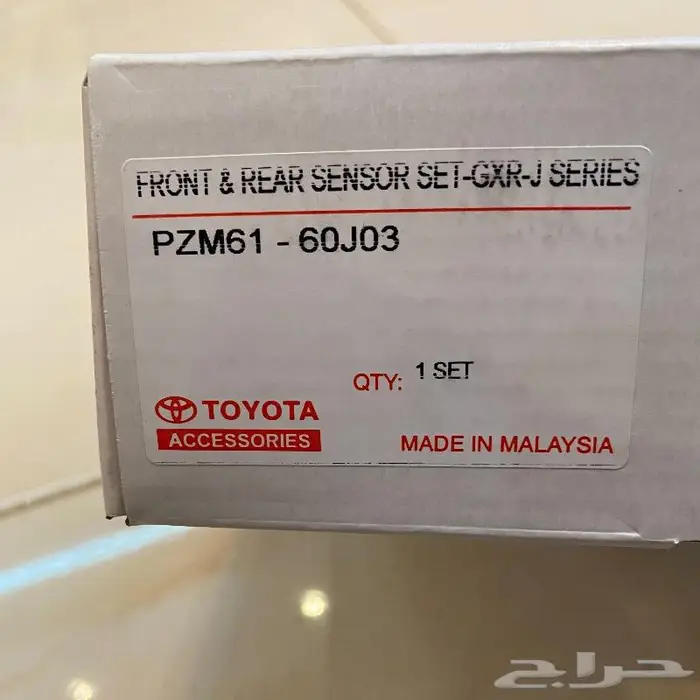 FRONT & REAR SENSOR SET-GXR-J SERIES
PZM61 - 60J03
QTY: 1 SET
TOYOTA
ACCESSORIES
MADE IN MALAYSIA
حراج